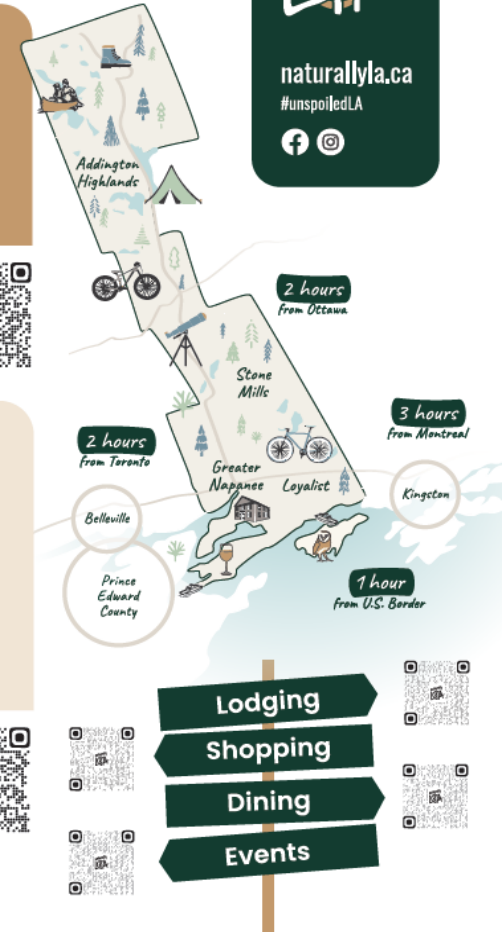 naturallyla.ca
#unspoiledLA
Addington
Highlands
2 hours
from Ottawa
Stone
Mills
3 hours
from Montreal
2 hours
from Toronto
Greater
Napanee
Loyalist
Kingston
Belleville
Prince
Edward
County
1 hour
from U.S. Border
Lodging
Shopping
Dining
Events